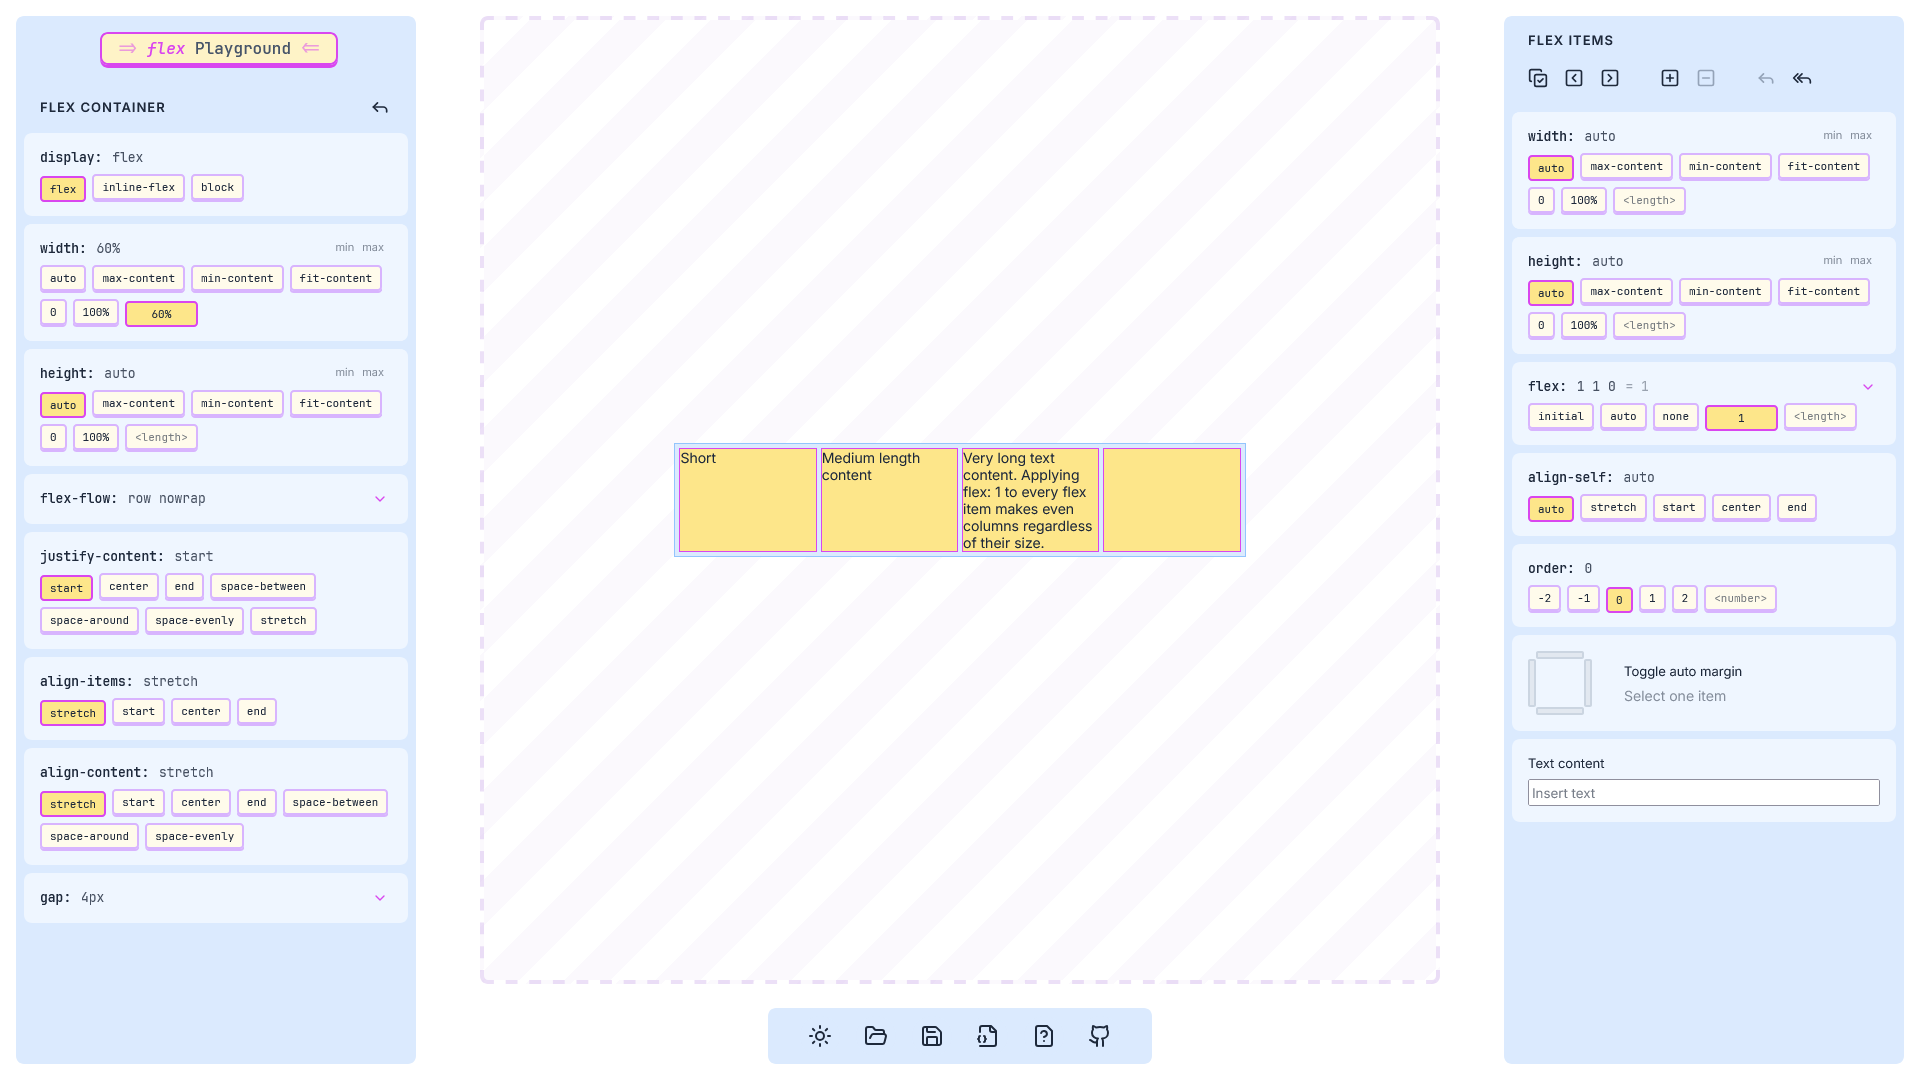 flex Playground
FLEX CONTAINER
display: flex
flex inline-flex block
width: 60% min max
auto max-content min-content fit-content
0 100% 60%
height: auto min max
auto max-content min-content fit-content
0 100% <length>
flex-flow: row nowrap
justify-content: start
start center end space-between
space-around space-evenly stretch
align-items: stretch
stretch start center end
align-content: stretch
stretch start center end space-between
space-around space-evenly
gap: 4px
Short
Medium length
content
Very long text
content. Applying
flex: 1 to every flex
item makes even
columns regardless
of their size.
FLEX ITEMS
width: auto min max
auto max-content min-content fit-content
0 100% <length>
height: auto min max
auto max-content min-content fit-content
0 100% <length>
flex: 1 1 0 = 1
initial auto none 1 <length>
align-self: auto
auto stretch start center end
order: 0
-2 -1 0 1 2 <number>
Toggle auto margin
Select one item
Text content
Insert text